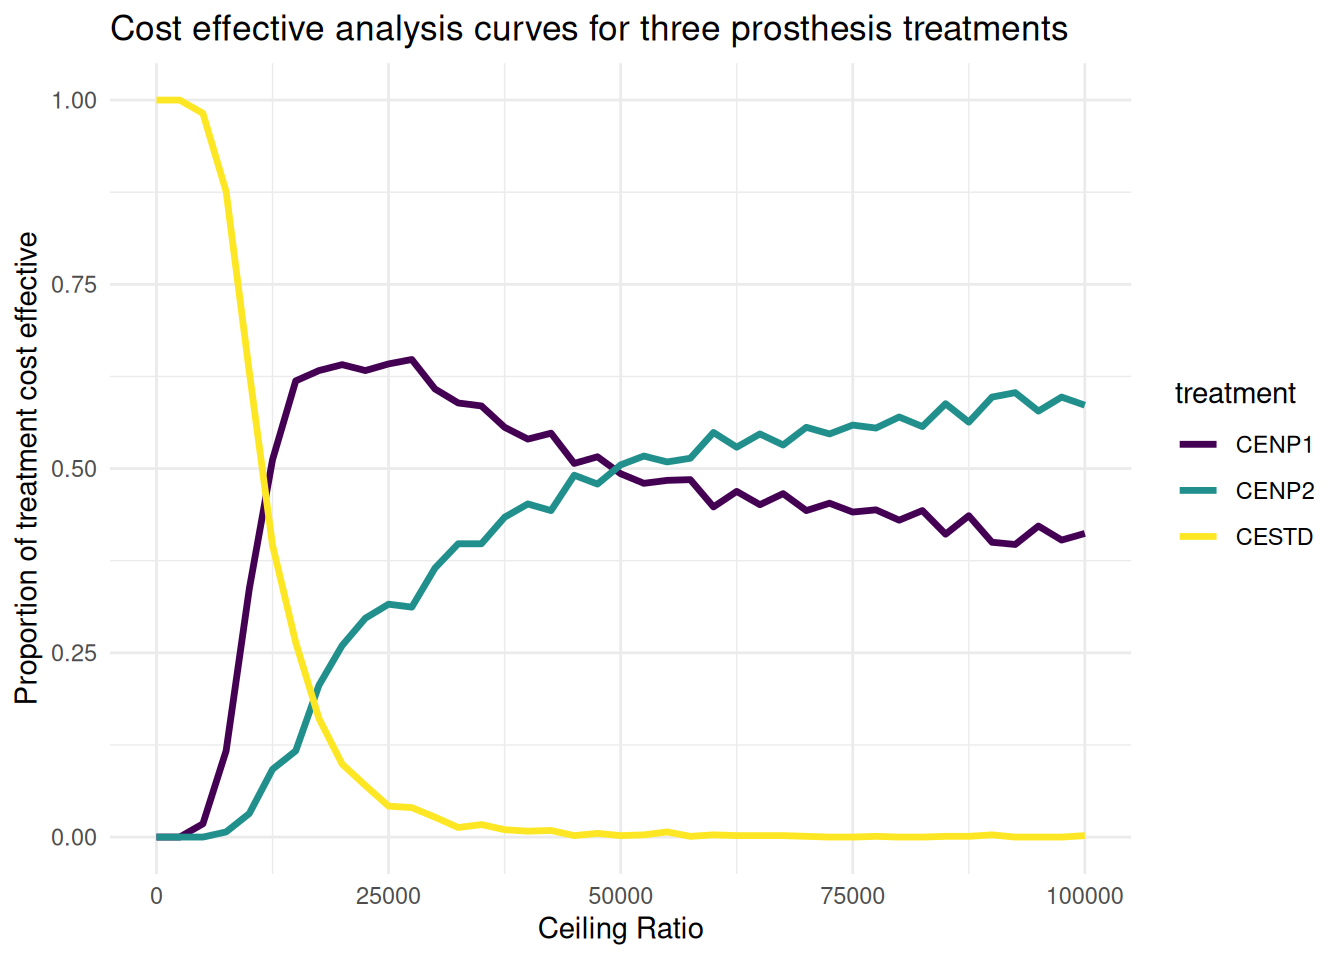 Cost effective analysis curves for three prosthesis treatments
Proportion of treatment cost effective
1.00
0.75
0.50
0.25
0.00
0
25000
50000
75000
100000
Ceiling Ratio
treatment
CENP1
CENP2
CESTD